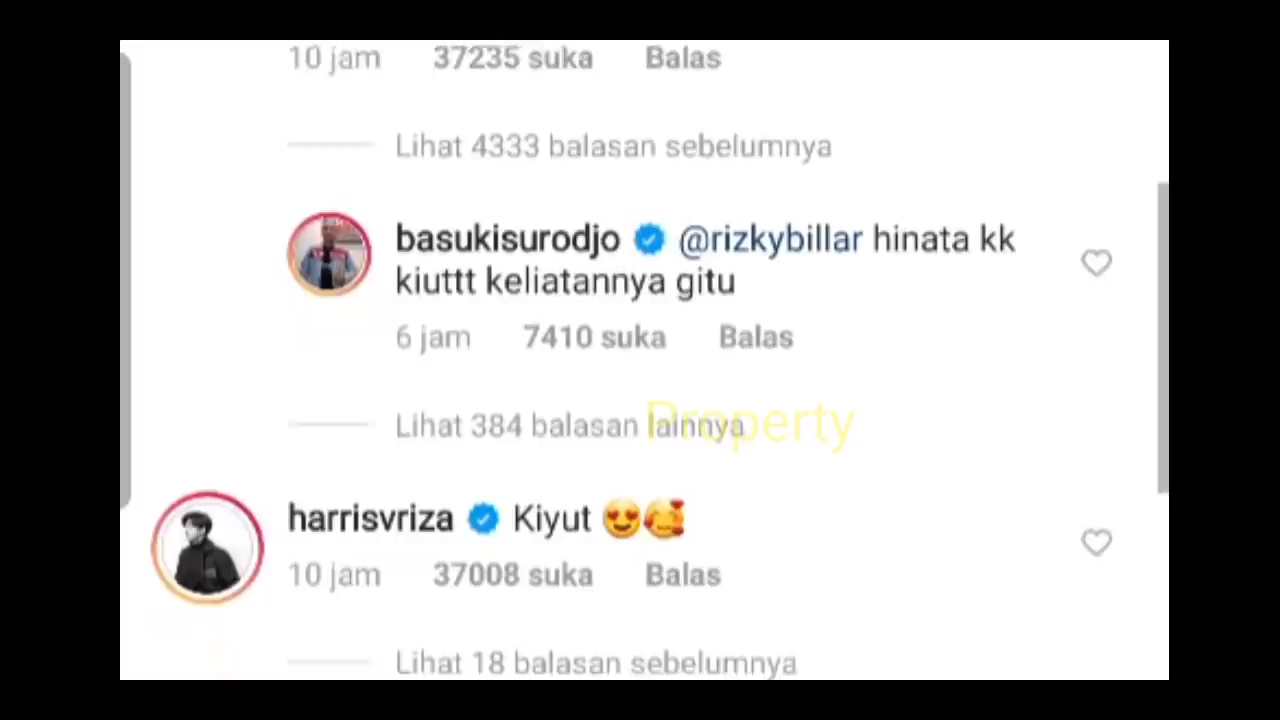 10 jam 37235 suka Balas
Lihat 4333 balasan sebelumnya
basukisurodjo @rizkybillar hinata kk
kiuttt keliatannya gitu
6 jam 7410 suka Balas
Lihat 384 balasan lainnya
Property
harrisvriza Kiyut 😍🥰
10 jam 37008 suka Balas
Lihat 18 balasan sebelumnya